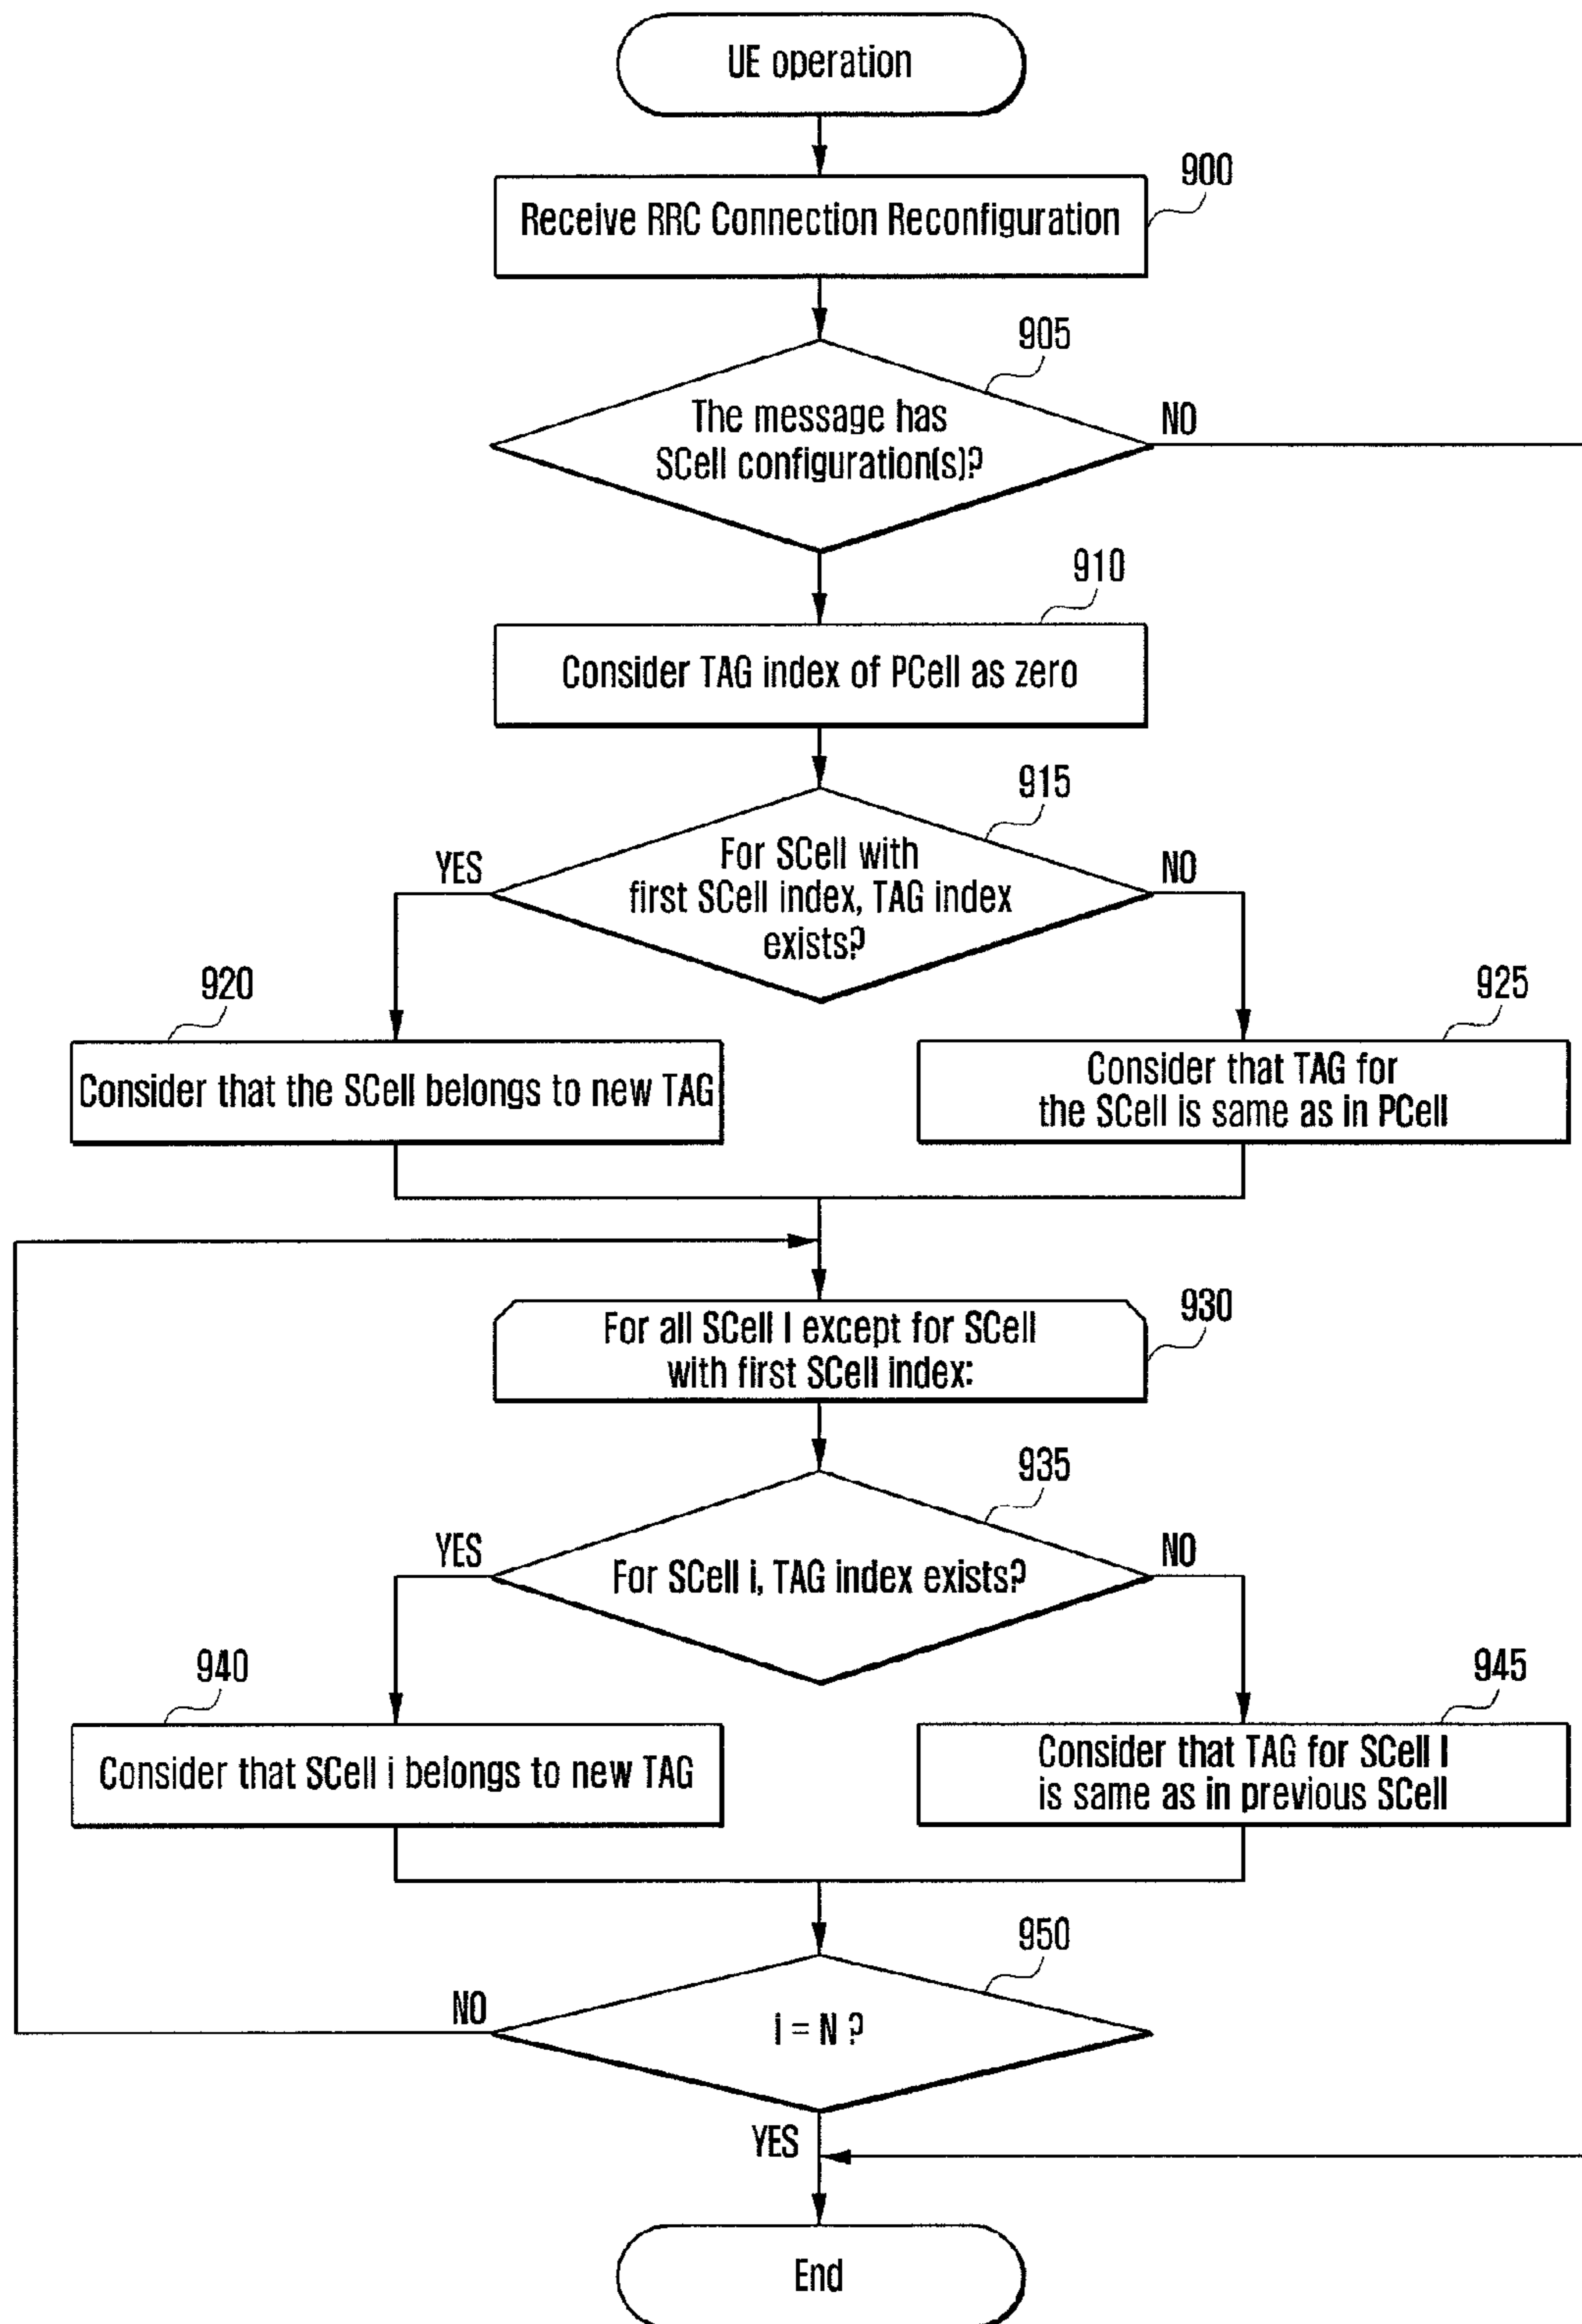 UE operation
900
Receive RRC Connection Reconfiguration
905
The message has
SCell configuration(s)?
NO
910
Consider TAG index of PCell as zero
915
YES
For SCell with
first SCell index, TAG index
exists?
NO
920
925
Consider that the SCell belongs to new TAG
Consider that TAG for
the SCell is same as in PCell
930
For all SCell I except for SCell
with first SCell index:
935
YES
For SCell i, TAG index exists?
NO
940
945
Consider that SCell i belongs to new TAG
Consider that TAG for SCell I
is same as in previous SCell
950
NO
i = N ?
YES
End